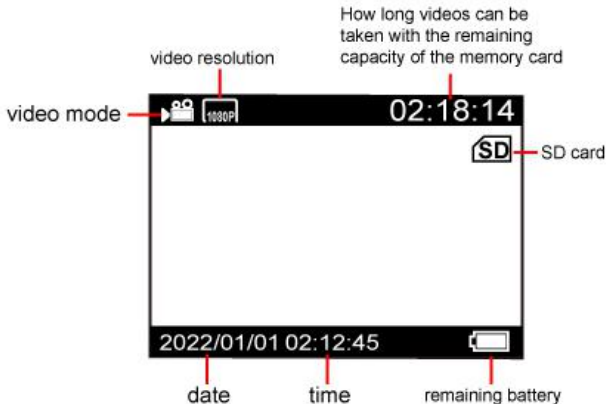 How long videos can be
taken with the remaining
capacity of the memory card
video resolution
video mode
1080P
02:18:14
SD
SD card
2022/01/01 02:12:45
date
time
remaining battery